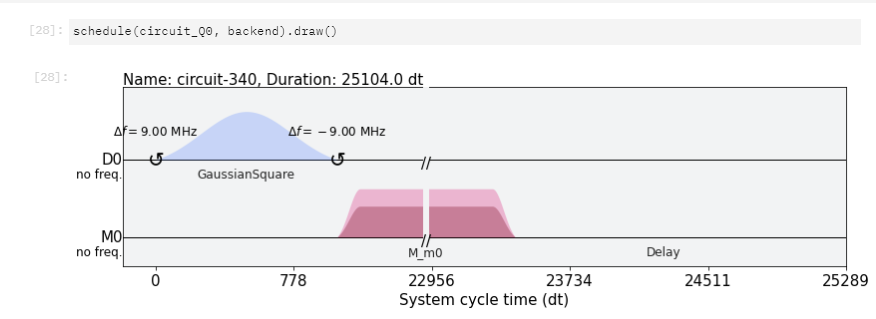 [28]: schedule(circuit_Q0, backend).draw()
[28]:
Name: circuit-340, Duration: 25104.0 dt
Δf = 9.00 MHz
Δf = − 9.00 MHz
D0
no freq.
GaussianSquare
M0
no freq.
M_m0
Delay
0 778 22956 23734 24511 25289
System cycle time (dt)